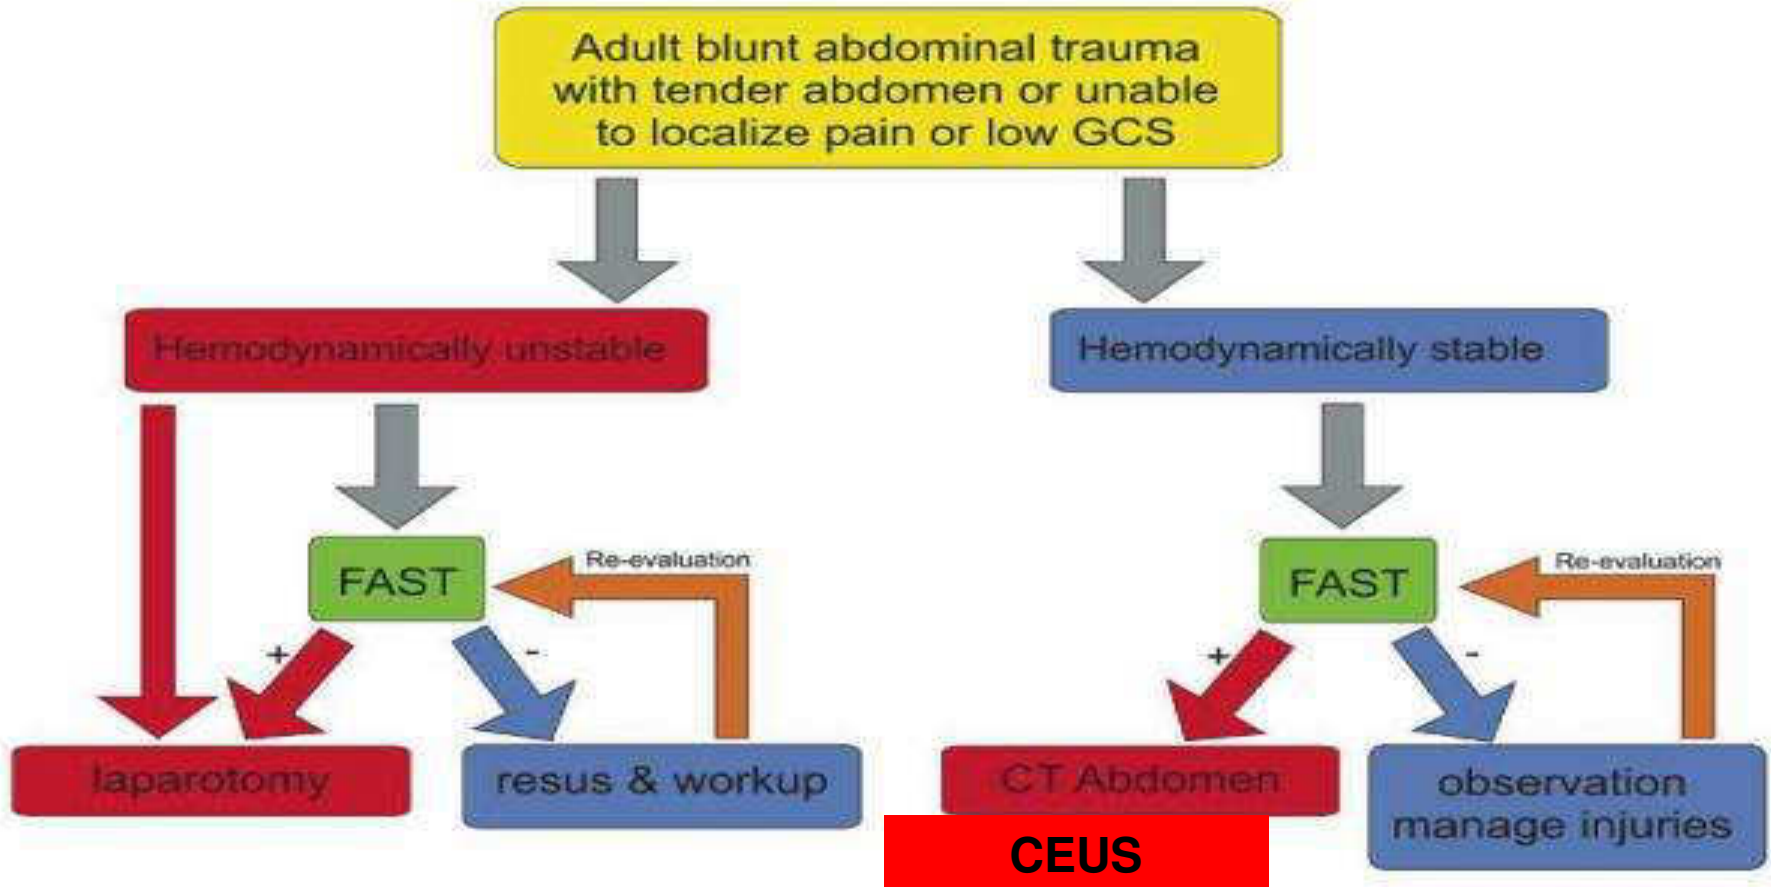 Adult blunt abdominal trauma
with tender abdomen or unable
to localize pain or low GCS
Hemodynamically unstable
Hemodynamically stable
FAST
Re-evaluation
FAST
Re-evaluation
+
-
+
-
laparotomy
resus & workup
CT Abdomen
observation
manage injuries
CEUS